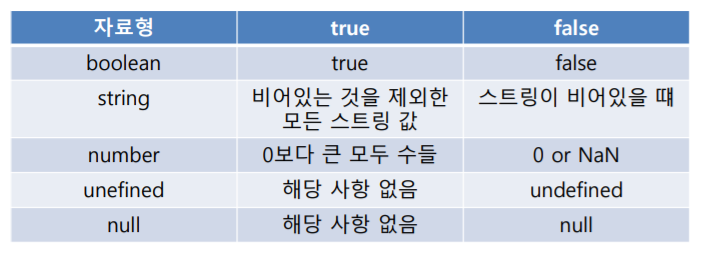 자료형 true false
boolean true false
string 비어있는 것을 제외한 스트링이 비어있을 떄
모든 스트링 값
number 0보다 큰 모두 수들 0 or NaN
unefined 해당 사항 없음 undefined
null 해당 사항 없음 null